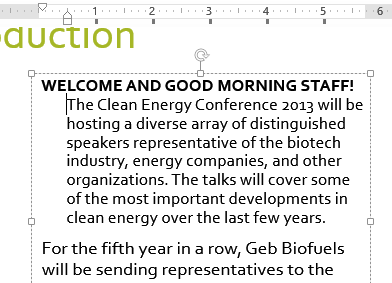 1 2 3 4 5 6
oduction
WELCOME AND GOOD MORNING STAFF!
The Clean Energy Conference 2013 will be
hosting a diverse array of distinguished
speakers representative of the biotech
industry, energy companies, and other
organizations. The talks will cover some
of the most important developments in
clean energy over the last few years.
For the fifth year in a row, Geb Biofuels
will be sending representatives to the